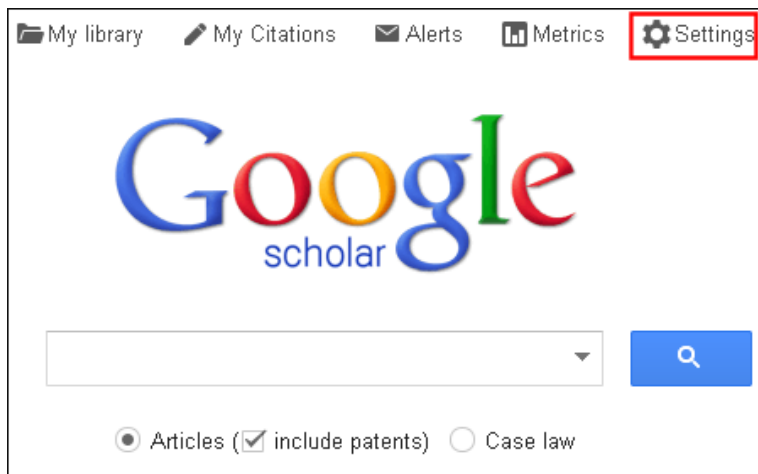 My library My Citations Alerts Metrics Settings
Google
scholar
Articles ( include patents) Case law